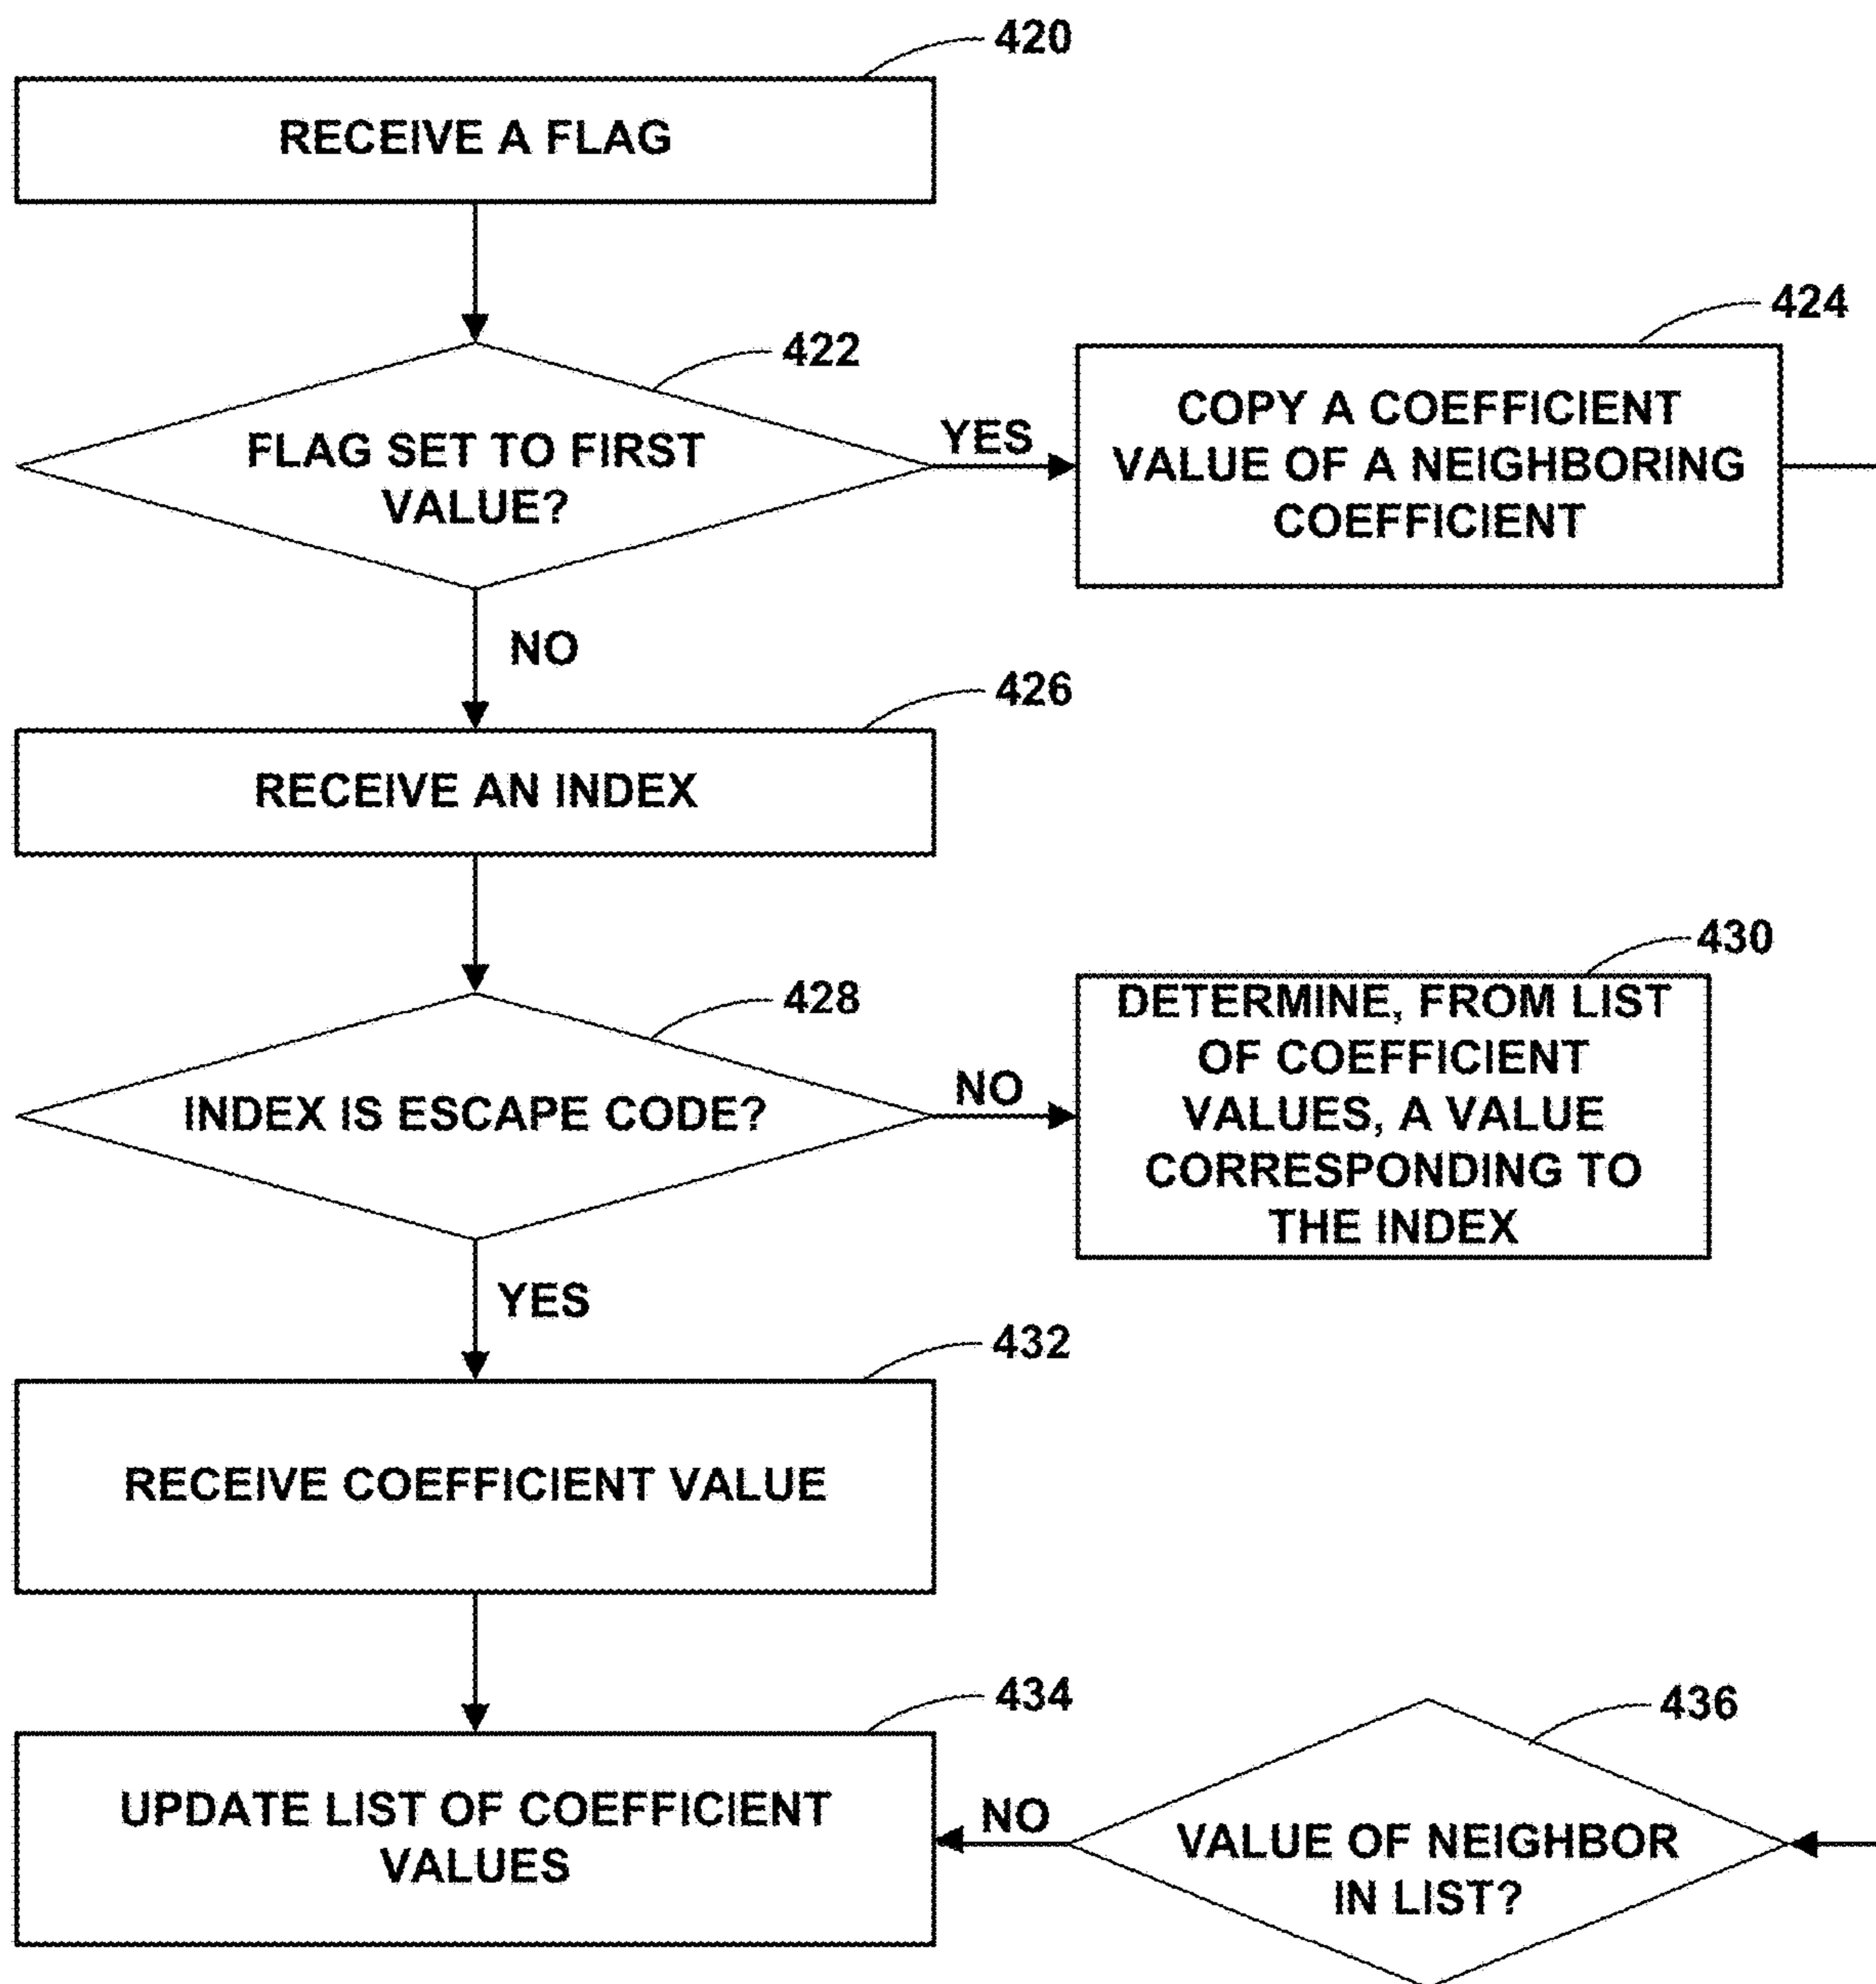 420
RECEIVE A FLAG
422
FLAG SET TO FIRST
VALUE?
YES
424
COPY A COEFFICIENT
VALUE OF A NEIGHBORING
COEFFICIENT
NO
426
RECEIVE AN INDEX
428
INDEX IS ESCAPE CODE?
NO
430
DETERMINE, FROM LIST
OF COEFFICIENT
VALUES, A VALUE
CORRESPONDING TO
THE INDEX
YES
432
RECEIVE COEFFICIENT VALUE
434
UPDATE LIST OF COEFFICIENT
VALUES
NO
436
VALUE OF NEIGHBOR
IN LIST?